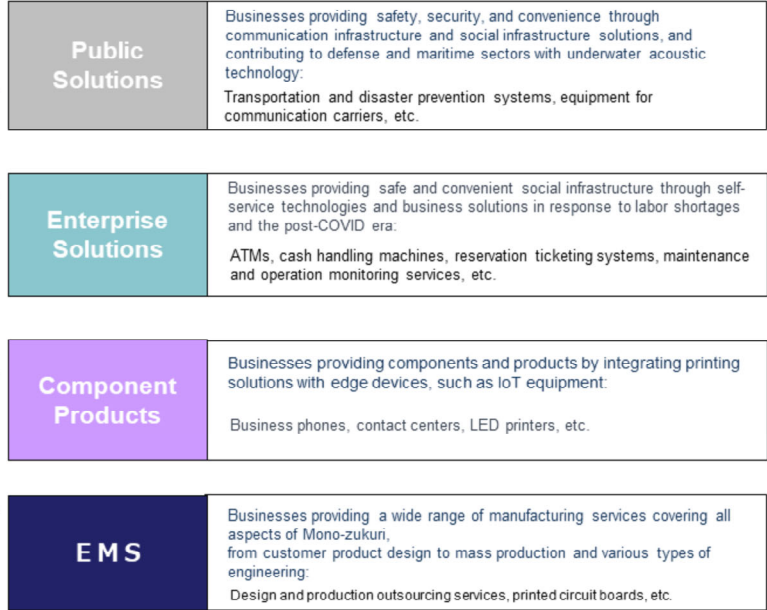 Public
Solutions
Businesses providing safety, security, and convenience through
communication infrastructure and social infrastructure solutions, and
contributing to defense and maritime sectors with underwater acoustic
technology:
Transportation and disaster prevention systems, equipment for
communication carriers, etc.
Enterprise
Solutions
Businesses providing safe and convenient social infrastructure through self-
service technologies and business solutions in response to labor shortages
and the post-COVID era:
ATMs, cash handling machines, reservation ticketing systems, maintenance
and operation monitoring services, etc.
Component
Products
Businesses providing components and products by integrating printing
solutions with edge devices, such as IoT equipment:
Business phones, contact centers, LED printers, etc.
EMS
Businesses providing a wide range of manufacturing services covering all
aspects of Mono-zukuri,
from customer product design to mass production and various types of
engineering:
Design and production outsourcing services, printed circuit boards, etc.